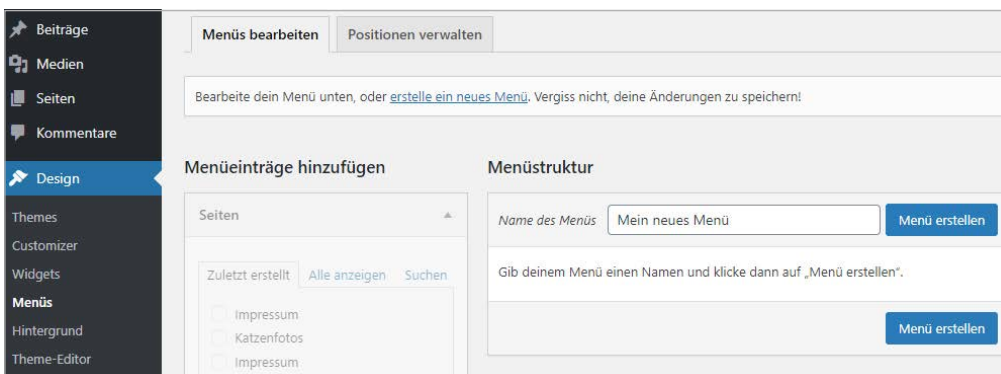 Beiträge
Medien
Seiten
Kommentare
Design
Themes
Customizer
Widgets
Menüs
Hintergrund
Theme-Editor
Menüs bearbeiten
Positionen verwalten
Bearbeite dein Menü unten, oder erstelle ein neues Menü. Vergiss nicht, deine Änderungen zu speichern!
Menüeinträge hinzufügen
Seiten
Zuletzt erstellt Alle anzeigen Suchen
Impressum
Katzenfotos
Impressum
Menüstruktur
Name des Menüs Mein neues Menü Menü erstellen
Gib deinem Menü einen Namen und klicke dann auf „Menü erstellen“.
Menü erstellen